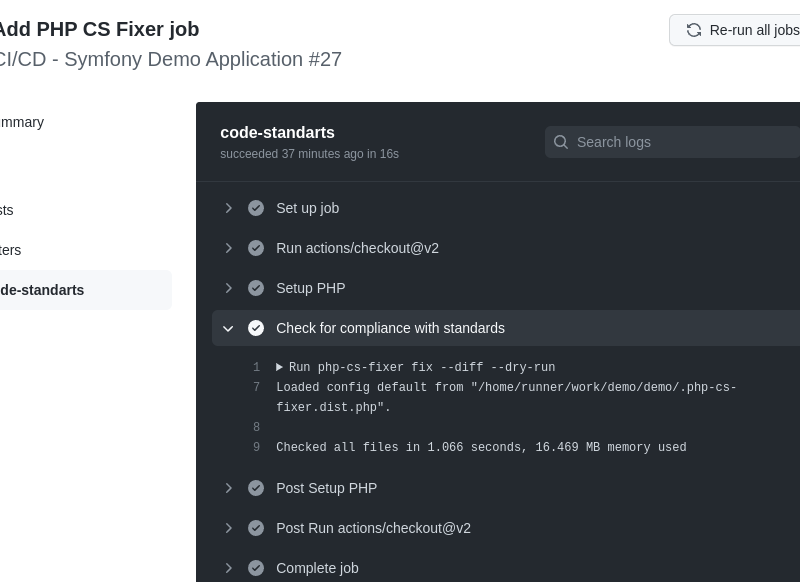 Add PHP CS Fixer job
CI/CD - Symfony Demo Application #27
Re-run all jobs
code-standarts
succeeded 37 minutes ago in 16s
Search logs
Set up job
Run actions/checkout@v2
Setup PHP
de-standarts
Check for compliance with standards
1 Run php-cs-fixer fix --diff --dry-run
7 Loaded config default from "/home/runner/work/demo/demo/.php-cs-
fixer.dist.php".
8
9 Checked all files in 1.066 seconds, 16.469 MB memory used
Post Setup PHP
Post Run actions/checkout@v2
Complete job